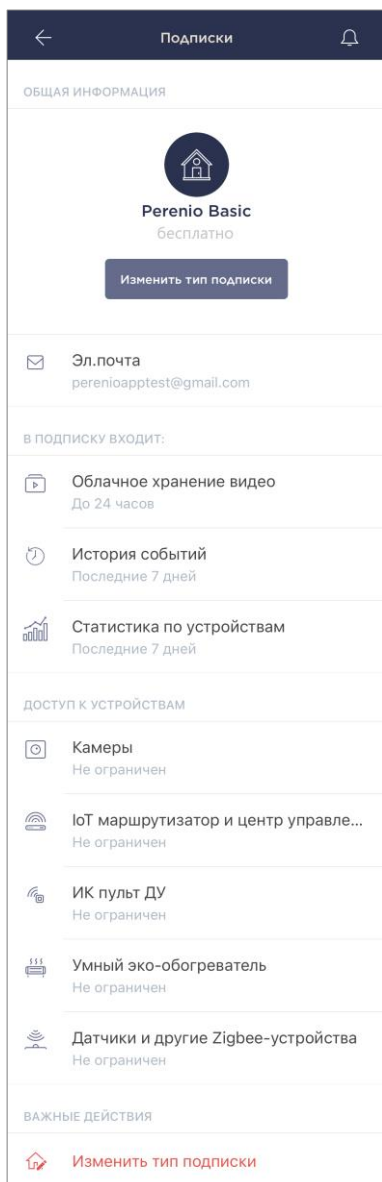 Подписки
ОБЩАЯ ИНФОРМАЦИЯ
Perenio Basic
бесплатно
Изменить тип подписки
Эл.почта
perenioapptest@gmail.com
В ПОДПИСКУ ВХОДИТ:
Облачное хранение видео
До 24 часов
История событий
Последние 7 дней
Статистика по устройствам
Последние 7 дней
ДОСТУП К УСТРОЙСТВАМ
Камеры
Не ограничен
IoT маршрутизатор и центр управле...
Не ограничен
ИК пульт ДУ
Не ограничен
Умный эко-обогреватель
Не ограничен
Датчики и другие Zigbee-устройства
Не ограничен
ВАЖНЫЕ ДЕЙСТВИЯ
Изменить тип подписки